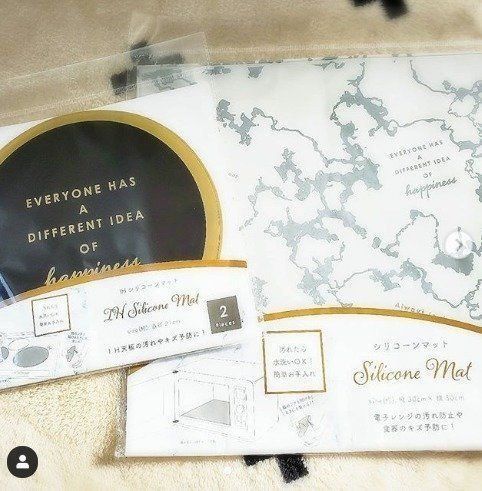 EVERYONE HAS
A
DIFFERENT IDEA
OF
happiness
IHシリコーンマット
IH Silicone Mat
2
IH天板の汚れやキズ予防に！
EVERYONE HAS
A
DIFFERENT IDEA OF
happiness
汚れたら
水洗いOK！
簡単お手入れ
シリコーンマット
Silicone Mat
電子レンジの汚れ防止や
家具のキズ予防に！